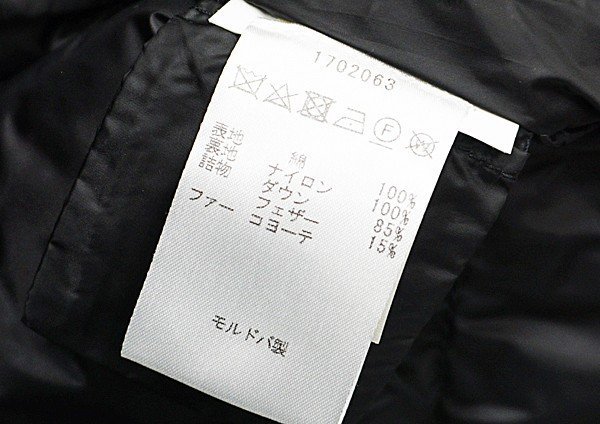 1702063
F
表地 綿 100%
裏地 ナイロン 100%
詰物 ダウン 85%
フェザー 15%
ファー コヨーテ
モルドバ製